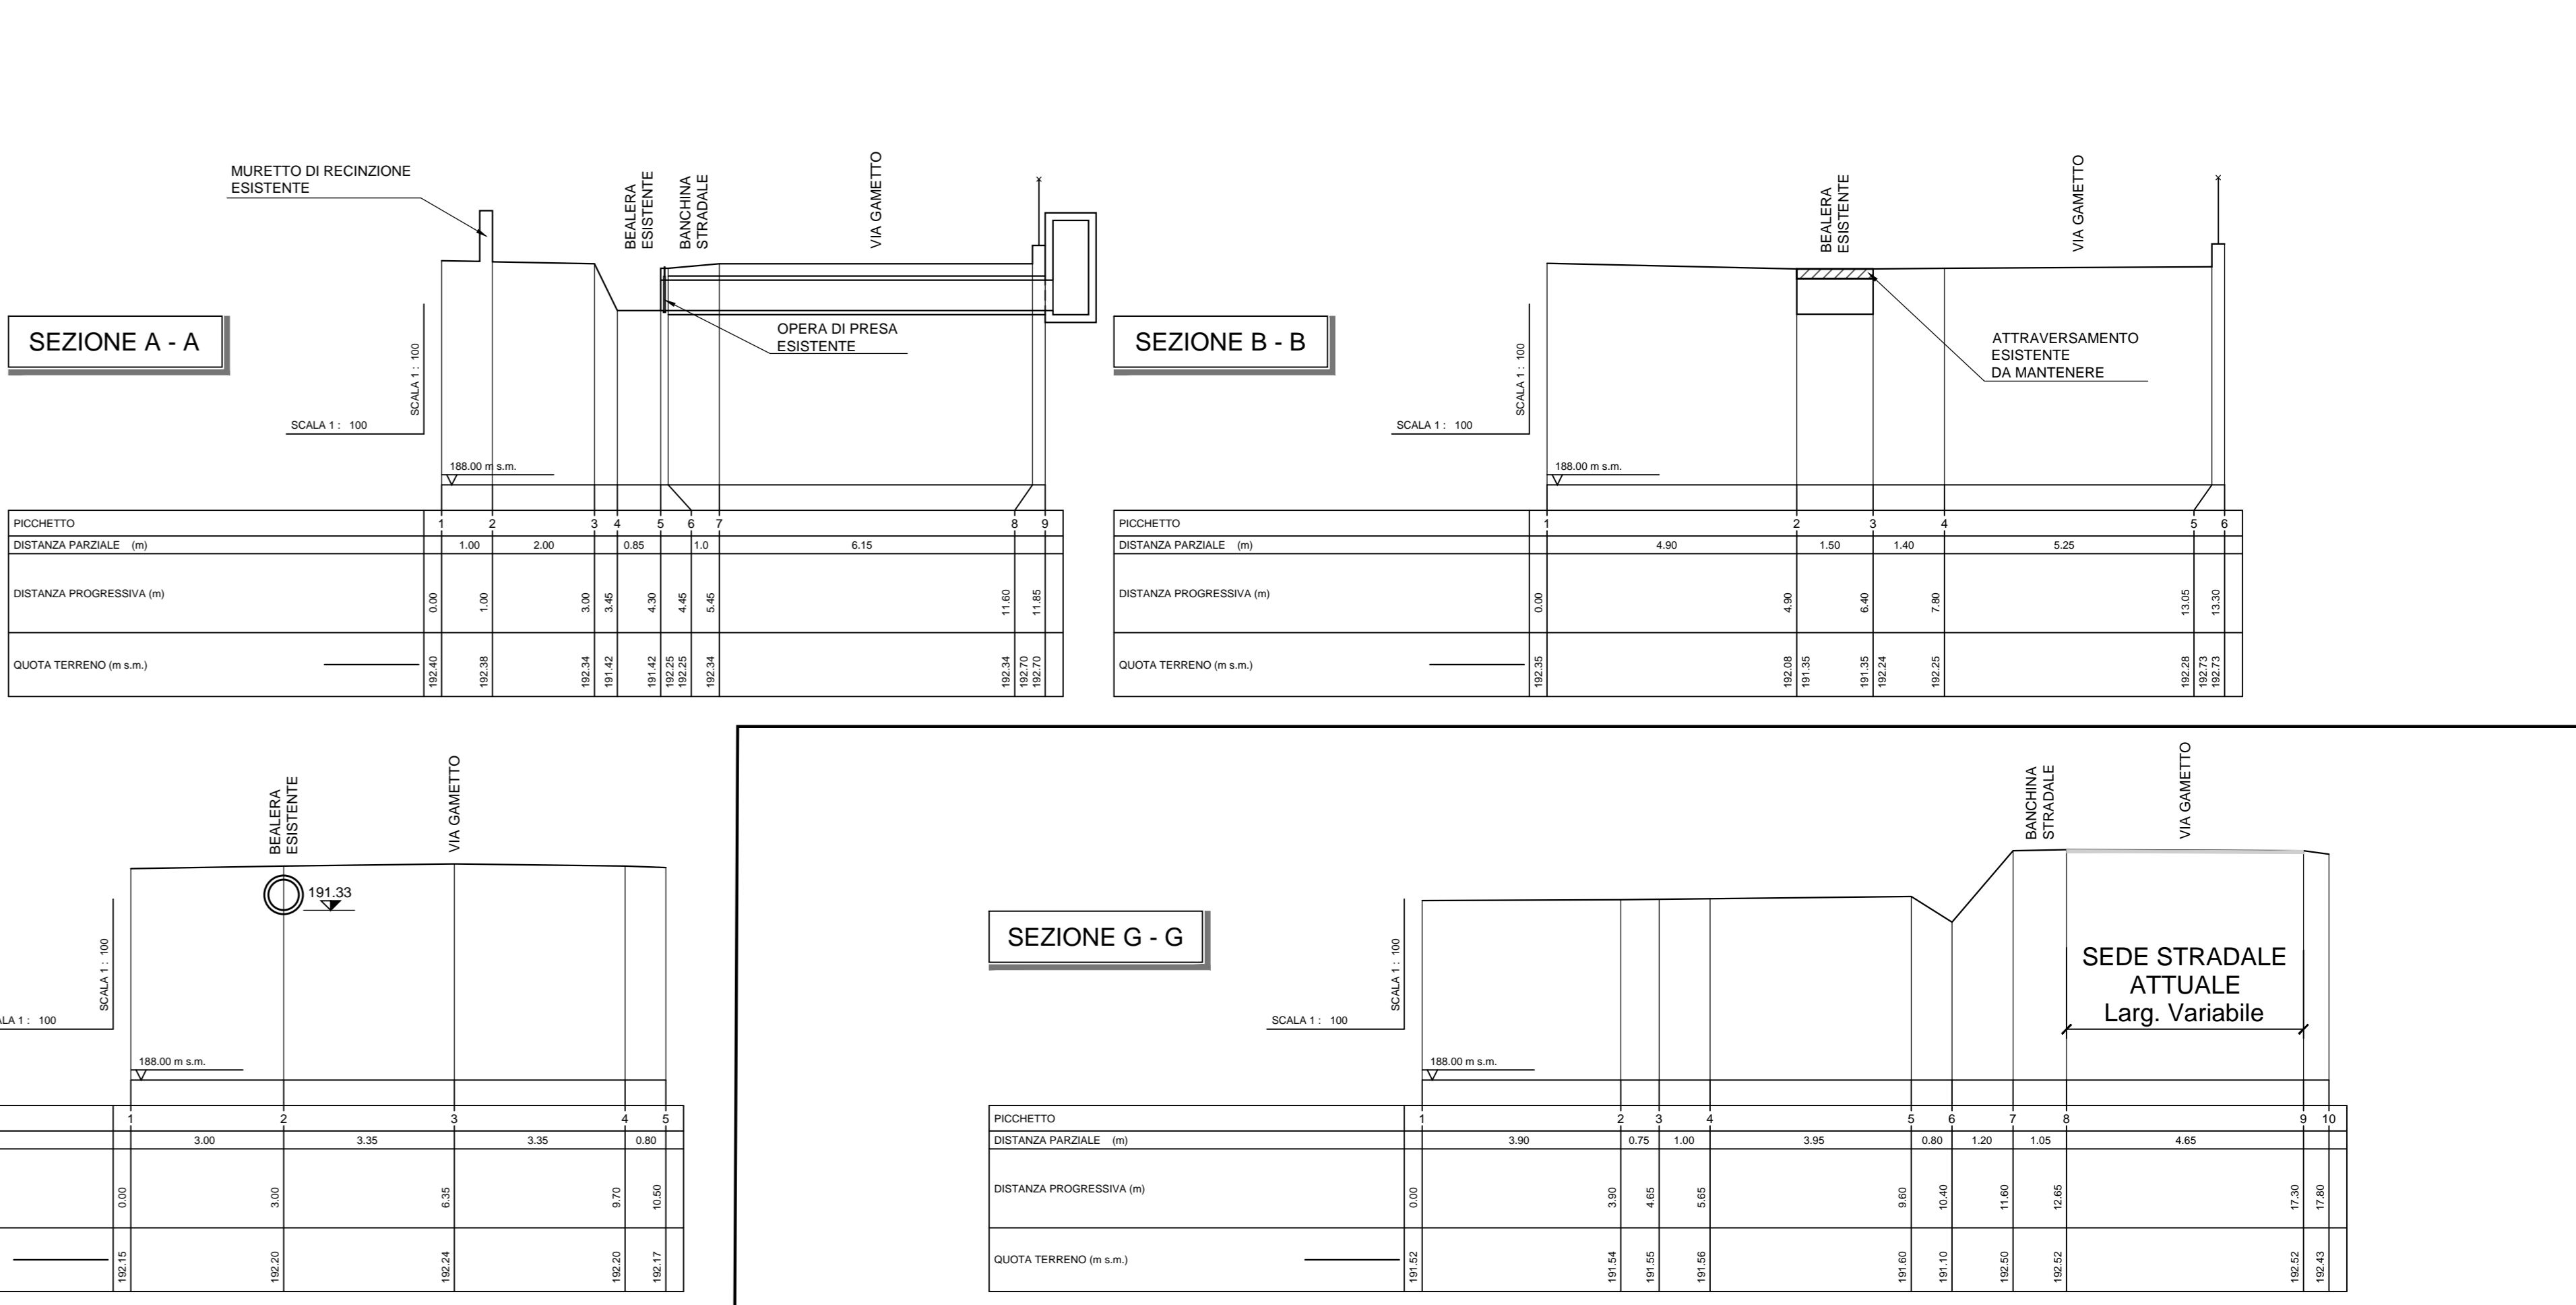 MURETTO DI RECINZIONE
ESISTENTE
BEALERA
ESISTENTE
BANCHINA
STRADALE
VIA GAMETTO
OPERA DI PRESA
ESISTENTE
SEZIONE A - A
SCALA 1 : 100
SCALA 1 : 100
188.00 m s.m.
PICCHETTO 1 2 3 4 5 6 7 8 9
DISTANZA PARZIALE (m) 1.00 2.00 0.85 1.0 6.15
DISTANZA PROGRESSIVA (m) 0.00 1.00 3.00 3.45 4.30 4.45 5.45 11.60 11.85
QUOTA TERRENO (m s.m.) 192.40 192.38 192.34 191.42 191.42 192.25 192.25 192.34 192.34 192.70 192.70
BEALERA
ESISTENTE
VIA GAMETTO
ATTRAVERSAMENTO
ESISTENTE
DA MANTENERE
SEZIONE B - B
SCALA 1 : 100
SCALA 1 : 100
188.00 m s.m.
PICCHETTO 1 2 3 4 5 6
DISTANZA PARZIALE (m) 4.90 1.50 1.40 5.25
DISTANZA PROGRESSIVA (m) 0.00 4.90 6.40 7.80 13.05 13.30
QUOTA TERRENO (m s.m.) 192.35 192.08 191.35 191.35 192.24 192.25 192.28 192.73 192.73
BEALERA
ESISTENTE
VIA GAMETTO
191.33
SCALA 1 : 100
ALA 1 : 100
188.00 m s.m.
1 2 3 4 5
3.00 3.35 3.35 0.80
0.00 3.00 6.35 9.70 10.50
192.15 192.20 192.24 192.20 192.17
BANCHINA
STRADALE
VIA GAMETTO
SEZIONE G - G
SEDE STRADALE
ATTUALE
Larg. Variabile
SCALA 1 : 100
SCALA 1 : 100
188.00 m s.m.
PICCHETTO 1 2 3 4 5 6 7 8 9 10
DISTANZA PARZIALE (m) 3.90 0.75 1.00 3.95 0.80 1.20 1.05 4.65
DISTANZA PROGRESSIVA (m) 0.00 3.90 4.65 5.65 9.60 10.40 11.60 12.65 17.30 17.80
QUOTA TERRENO (m s.m.) 191.52 191.54 191.55 191.56 191.60 191.10 192.50 192.52 192.52 192.43